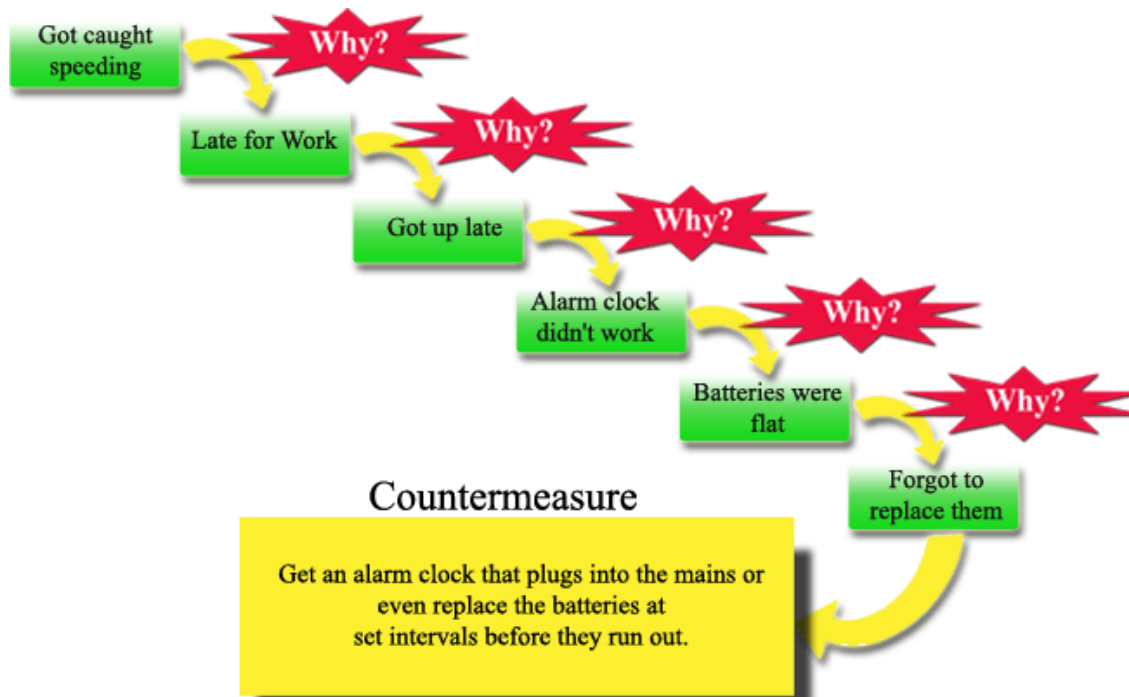 Got caught
speeding
Why?
Late for Work
Why?
Got up late
Why?
Alarm clock
didn't work
Why?
Batteries were
flat
Why?
Forgot to
replace them
Countermeasure
Get an alarm clock that plugs into the mains or
even replace the batteries at
set intervals before they run out.